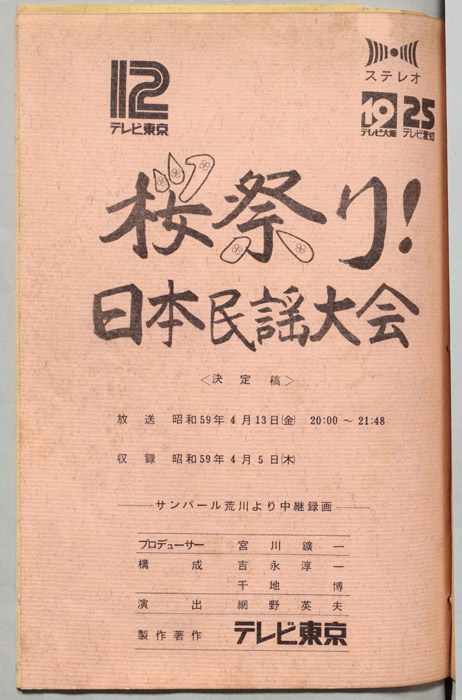 12
テレビ東京
ステレオ
19 25
テレビ大阪 テレビ愛知
桜祭り!
日本民謡大会
<決定稿>
放送 昭和59年4月13日㈮ 20:00～21:48
収録 昭和59年4月5日㈭
サンパール荒川より中継録画
プロデューサー 宮川鑛一
構成 吉永淳一
千地博
演出 網野英夫
製作著作 テレビ東京